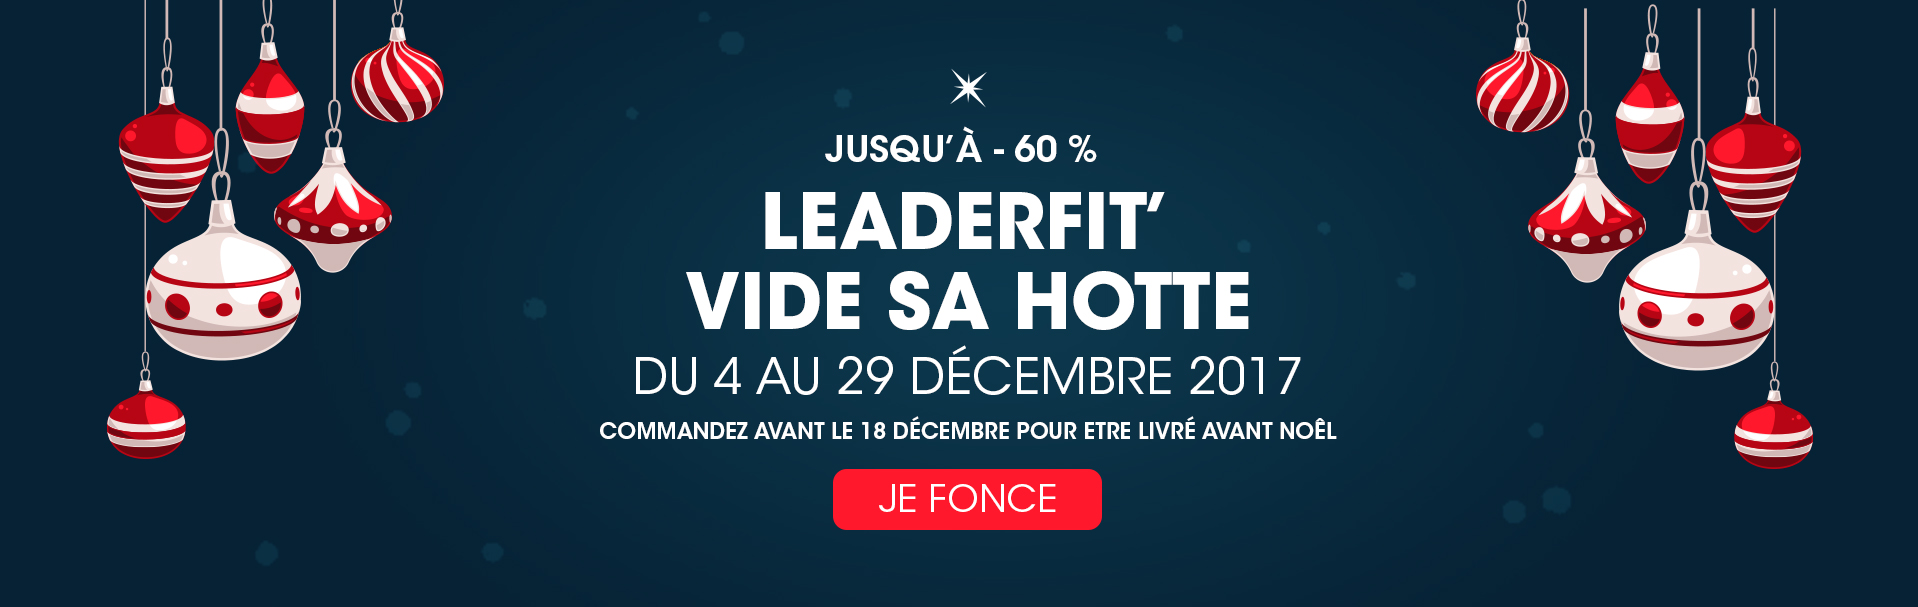 JUSQU'À - 60 %
LEADERFIT'
VIDE SA HOTTE
DU 4 AU 29 DÉCEMBRE 2017
COMMANDEZ AVANT LE 18 DÉCEMBRE POUR ETRE LIVRÉ AVANT NOÊL
JE FONCE